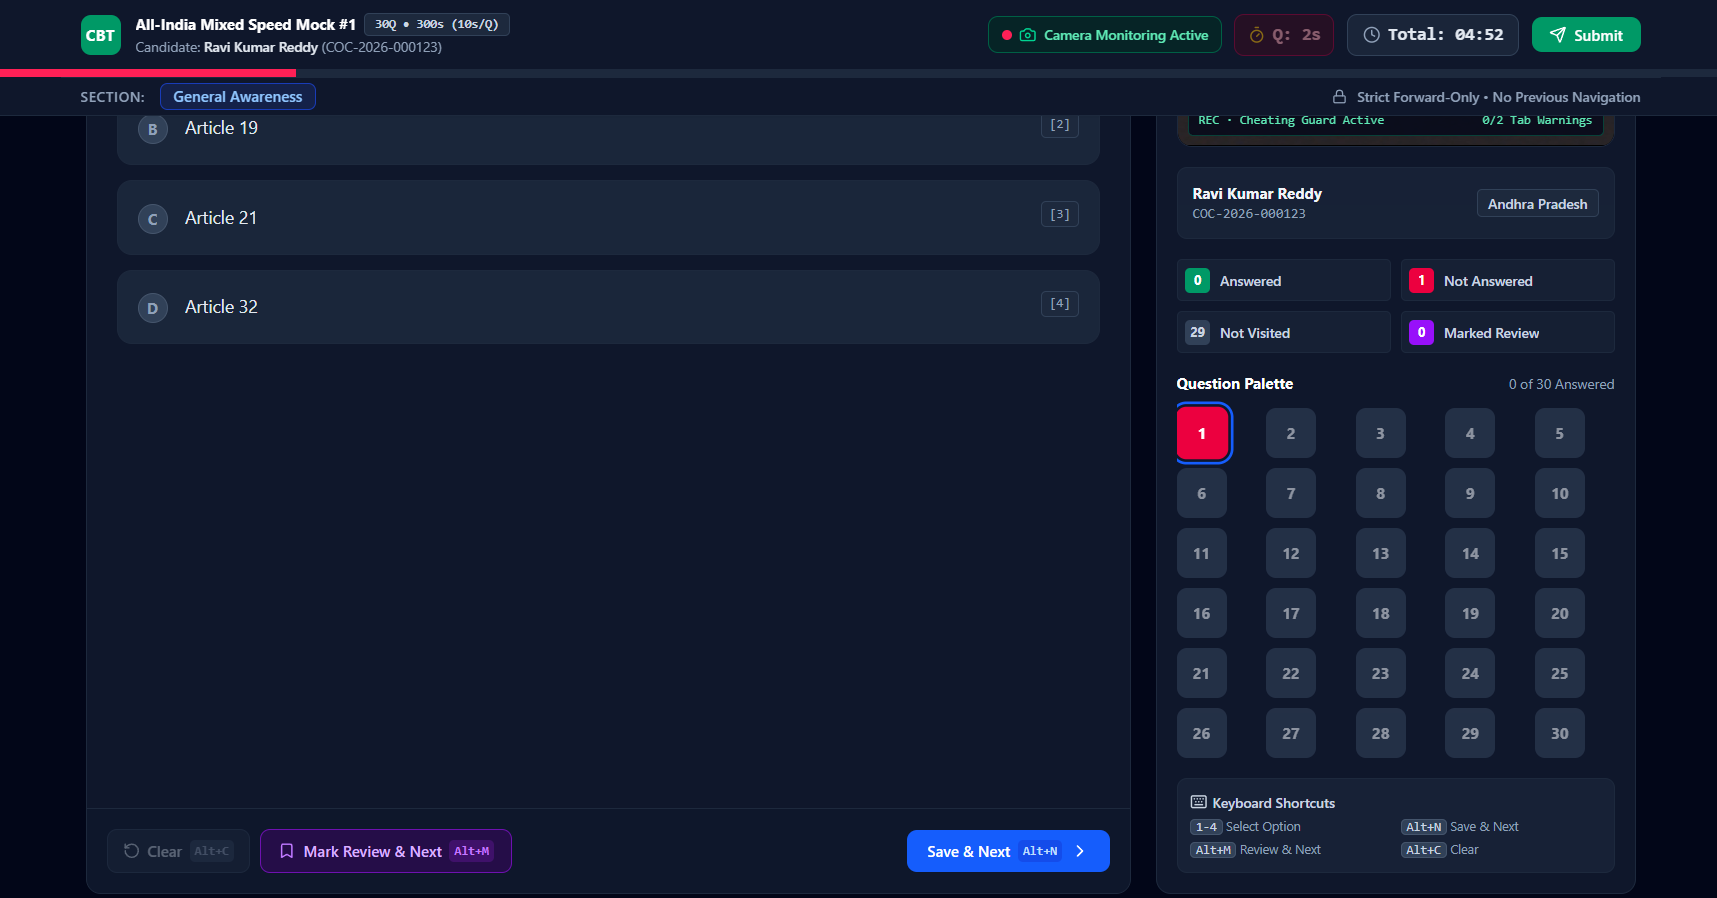 CBT
All-India Mixed Speed Mock #1
30Q • 300s (10s/Q)
Candidate: Ravi Kumar Reddy (COC-2026-000123)
Camera Monitoring Active
Q: 2s
Total: 04:52
Submit
SECTION:
General Awareness
Strict Forward-Only • No Previous Navigation
B
Article 19
[2]
C
Article 21
[3]
D
Article 32
[4]
Clear Alt+C
Mark Review & Next Alt+M
Save & Next Alt+N
REC · Cheating Guard Active
0/2 Tab Warnings
Ravi Kumar Reddy
COC-2026-000123
Andhra Pradesh
0 Answered
1 Not Answered
29 Not Visited
0 Marked Review
Question Palette
0 of 30 Answered
1 2 3 4 5
6 7 8 9 10
11 12 13 14 15
16 17 18 19 20
21 22 23 24 25
26 27 28 29 30
Keyboard Shortcuts
1-4 Select Option
Alt+N Save & Next
Alt+M Review & Next
Alt+C Clear